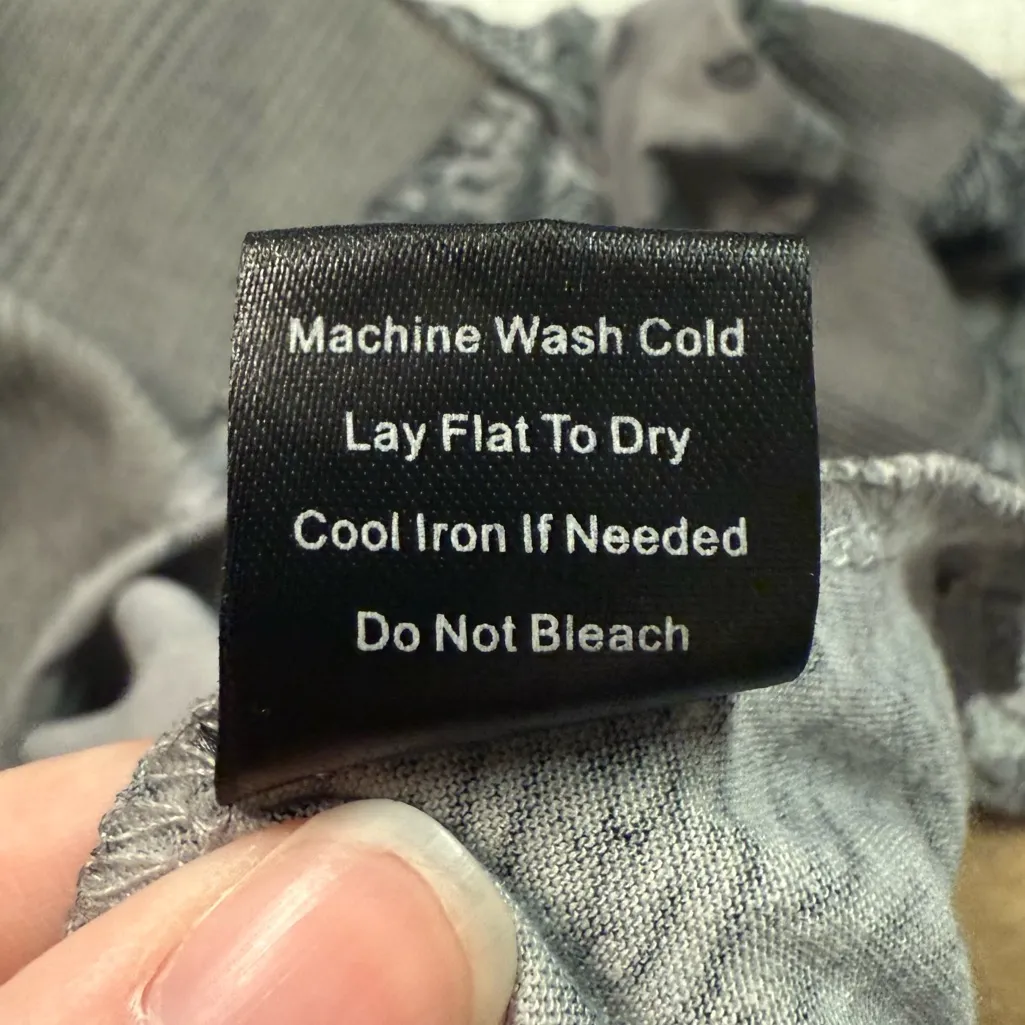 Machine Wash Cold
Lay Flat To Dry
Cool Iron If Needed
Do Not Bleach